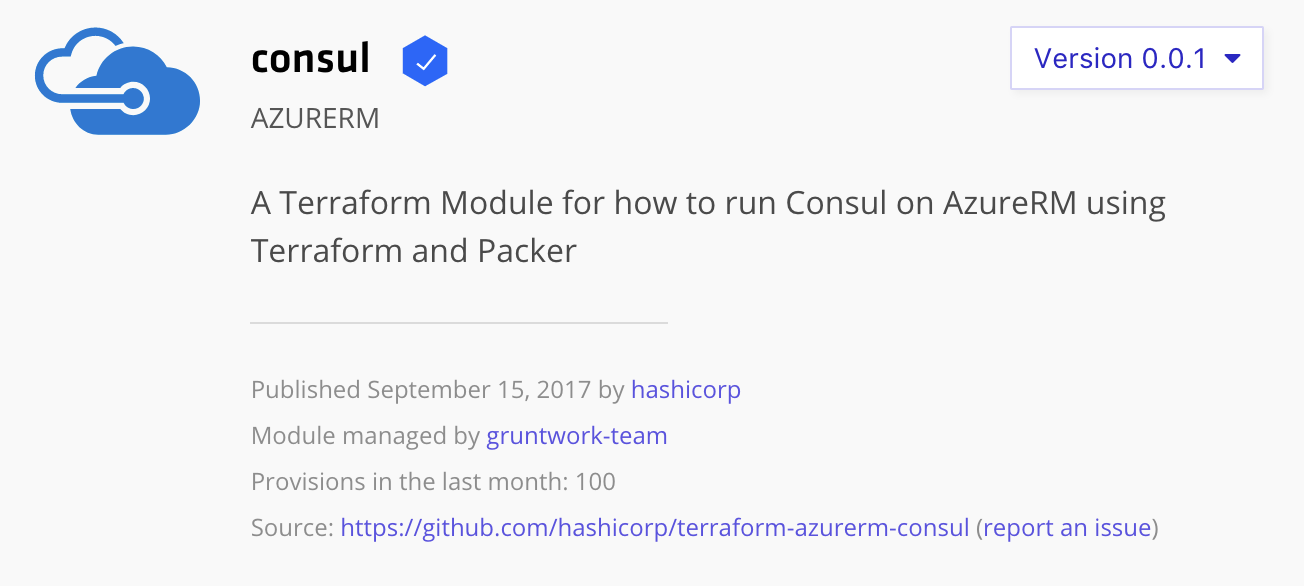 consul
Version 0.0.1
AZURERM
A Terraform Module for how to run Consul on AzureRM using
Terraform and Packer
Published September 15, 2017 by hashicorp
Module managed by gruntwork-team
Provisions in the last month: 100
Source: https://github.com/hashicorp/terraform-azurerm-consul (report an issue)